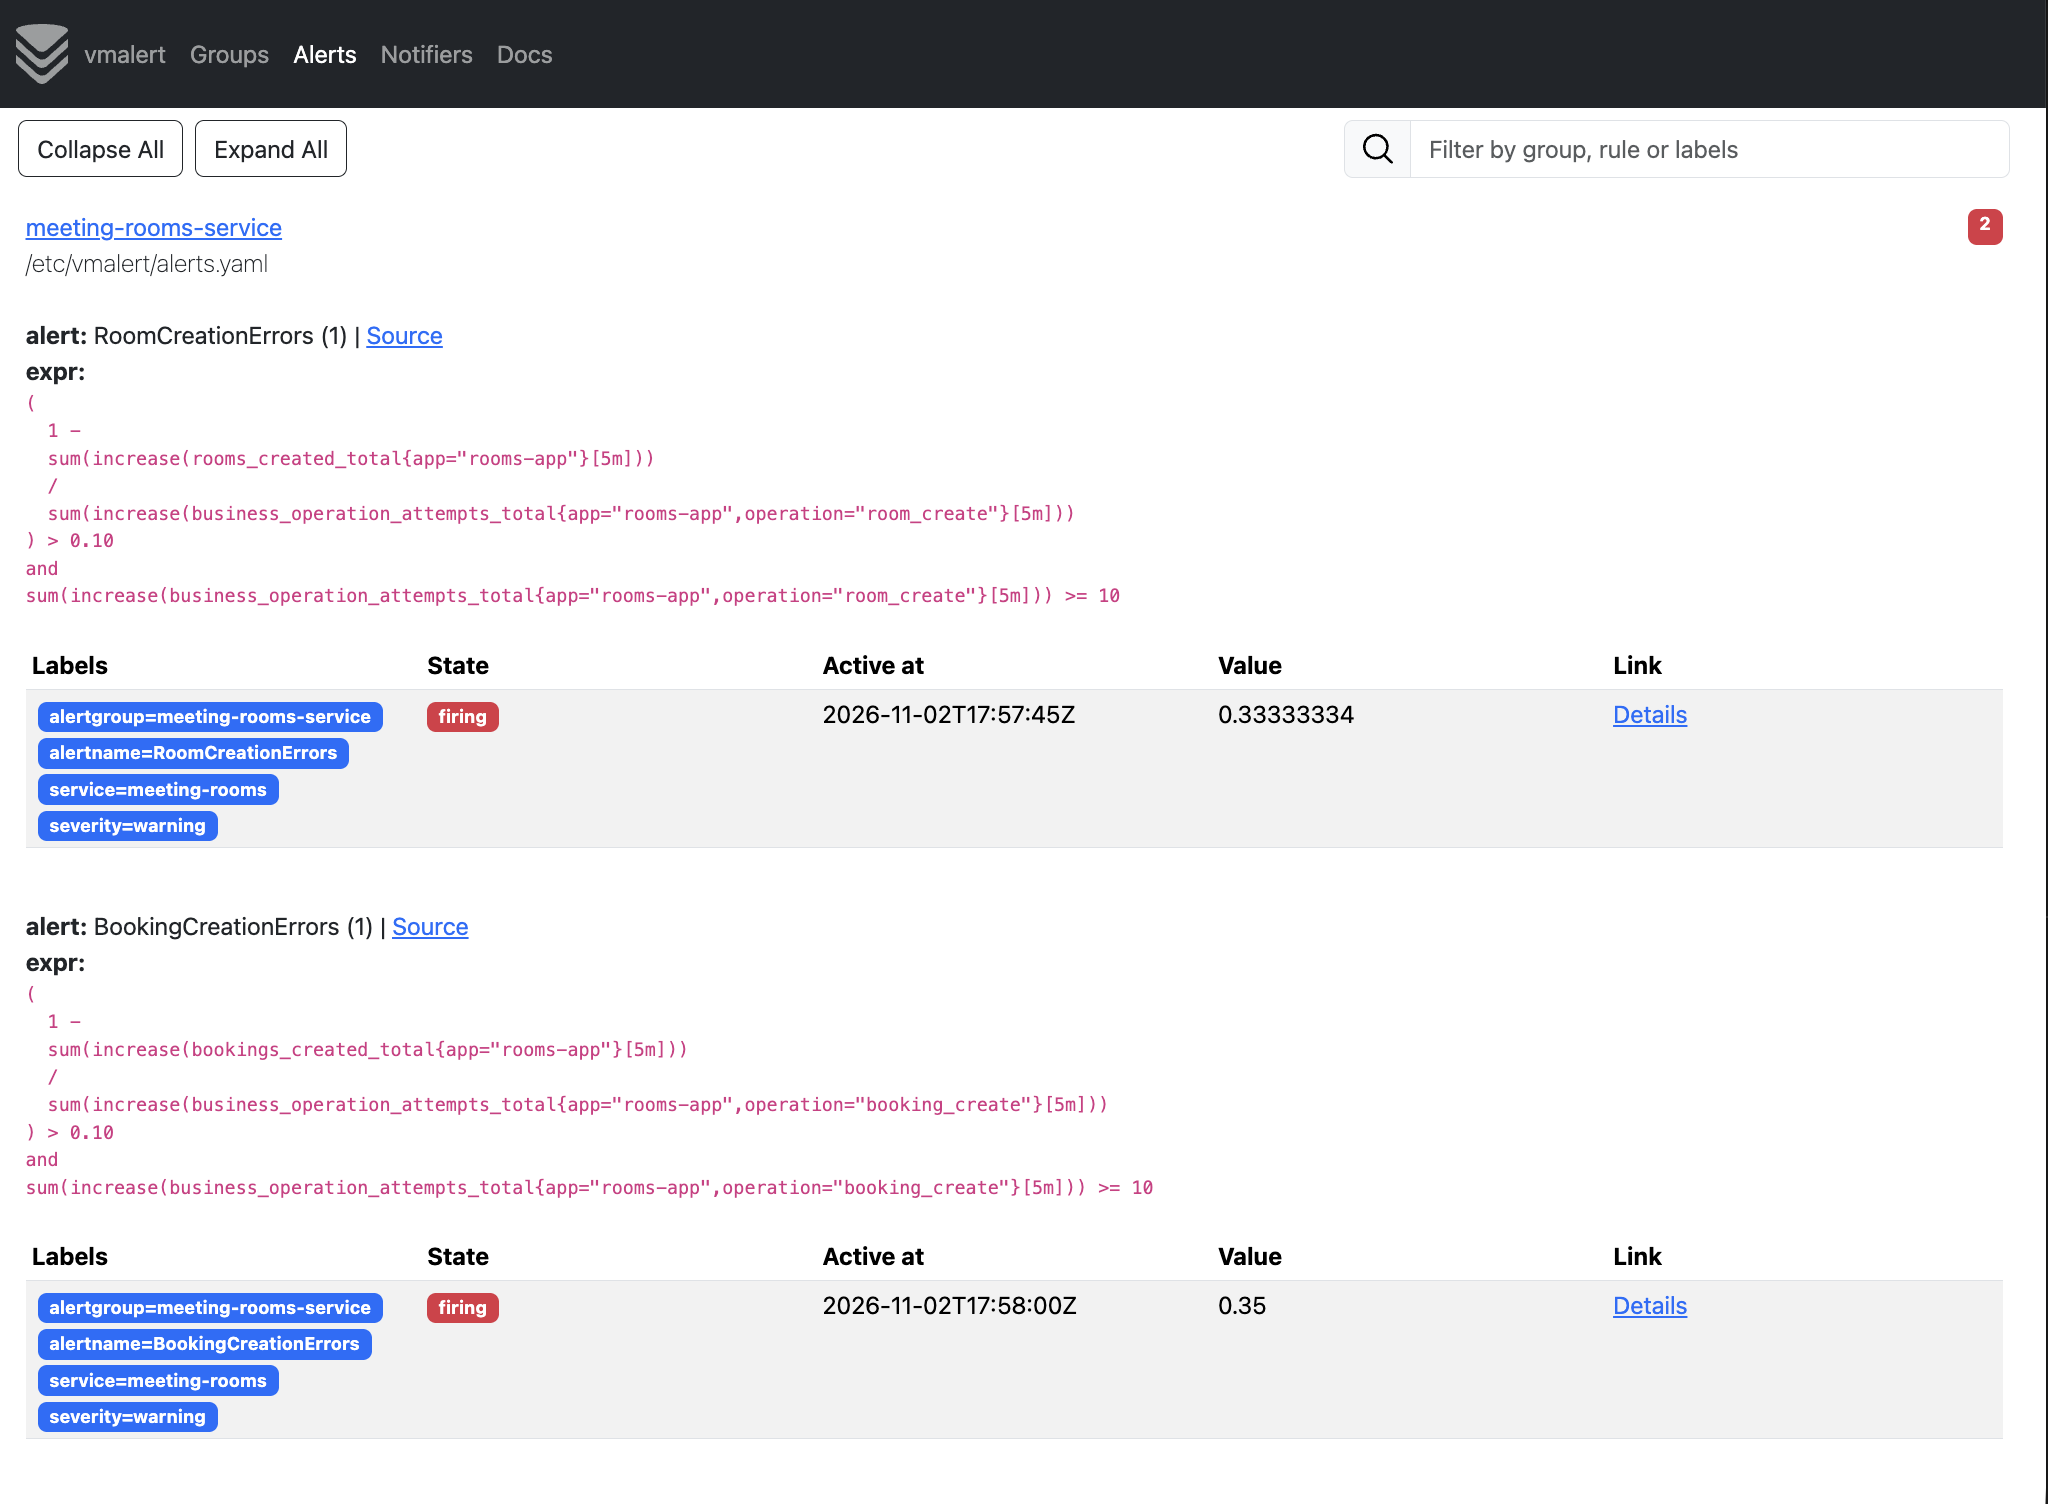 vmalert Groups Alerts Notifiers Docs
Collapse All Expand All Filter by group, rule or labels
meeting-rooms-service 2
/etc/vmalert/alerts.yaml
alert: RoomCreationErrors (1) | Source
expr:
(
  1 -
  sum(increase(rooms_created_total{app="rooms-app"}[5m]))
  /
  sum(increase(business_operation_attempts_total{app="rooms-app",operation="room_create"}[5m]))
) > 0.10
and
sum(increase(business_operation_attempts_total{app="rooms-app",operation="room_create"}[5m])) >= 10
Labels State Active at Value Link
alertgroup=meeting-rooms-service firing 2026-11-02T17:57:45Z 0.33333334 Details
alertname=RoomCreationErrors
service=meeting-rooms
severity=warning
alert: BookingCreationErrors (1) | Source
expr:
(
  1 -
  sum(increase(bookings_created_total{app="rooms-app"}[5m]))
  /
  sum(increase(business_operation_attempts_total{app="rooms-app",operation="booking_create"}[5m]))
) > 0.10
and
sum(increase(business_operation_attempts_total{app="rooms-app",operation="booking_create"}[5m])) >= 10
Labels State Active at Value Link
alertgroup=meeting-rooms-service firing 2026-11-02T17:58:00Z 0.35 Details
alertname=BookingCreationErrors
service=meeting-rooms
severity=warning